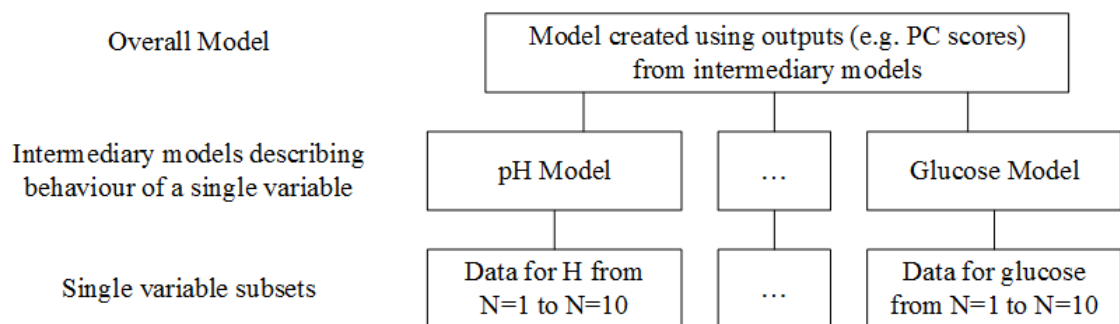 Overall Model
Model created using outputs (e.g. PC scores)
from intermediary models
Intermediary models describing
behaviour of a single variable
pH Model
...
Glucose Model
Single variable subsets
Data for H from
N=1 to N=10
...
Data for glucose
from N=1 to N=10